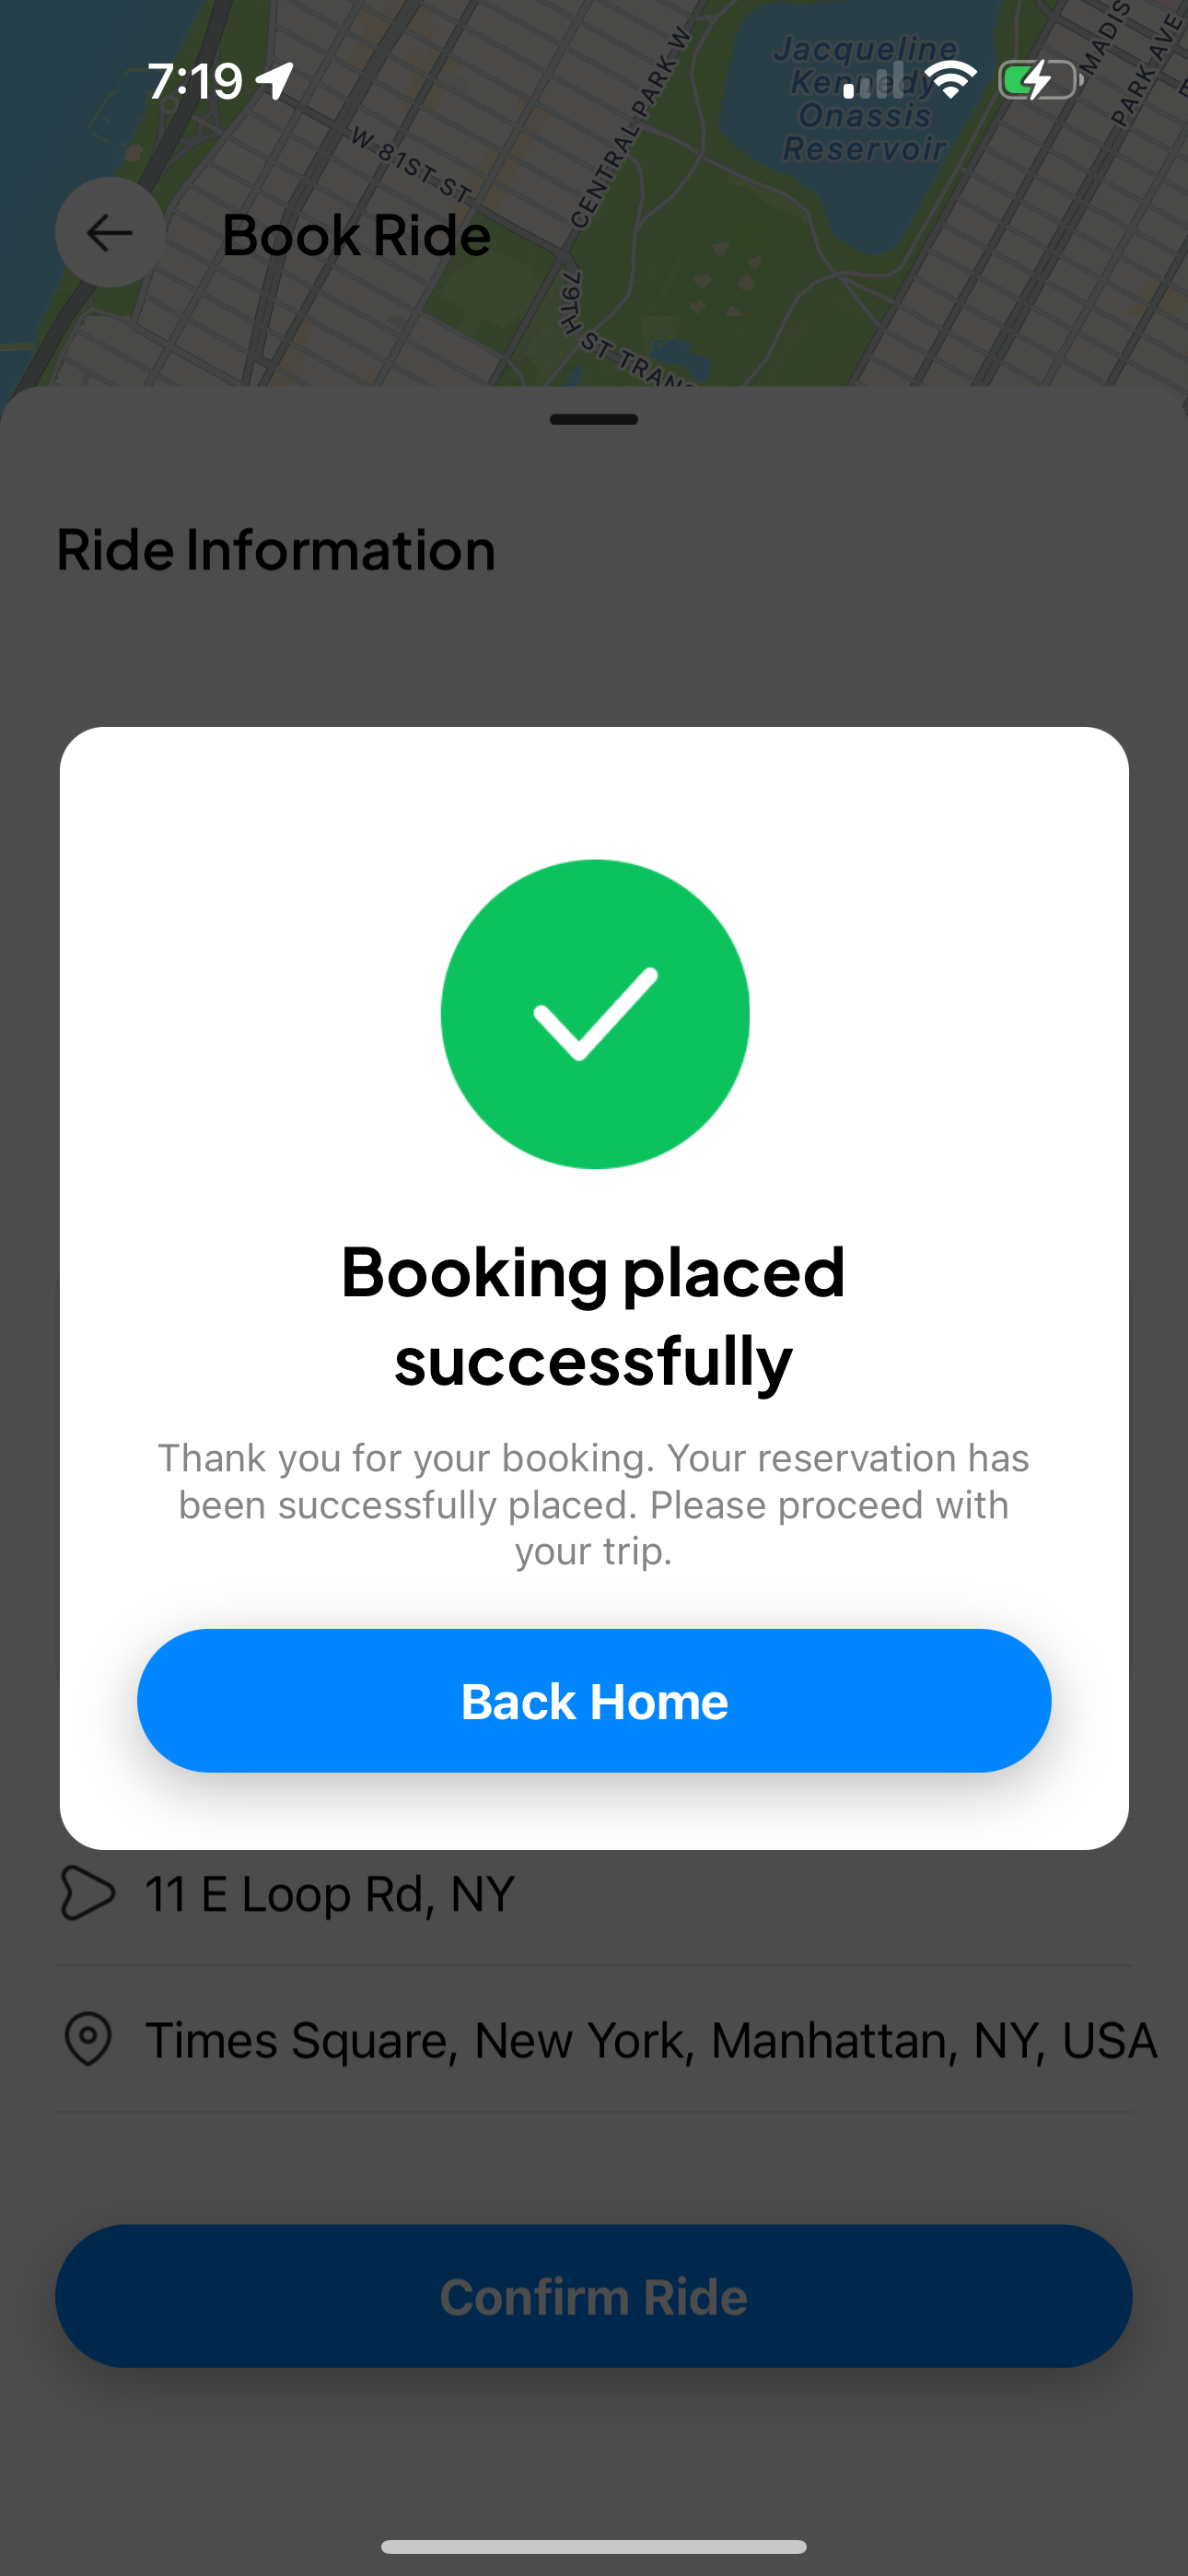 7:19
Jacqueline
Kennedy
Onassis
Reservoir
MADIS
PARK AVE
W 81ST ST
CENTRAL PARK W
79TH ST TRANS
Book Ride
Ride Information
Booking placed
successfully
Thank you for your booking. Your reservation has
been successfully placed. Please proceed with
your trip.
Back Home
11 E Loop Rd, NY
Times Square, New York, Manhattan, NY, USA
Confirm Ride